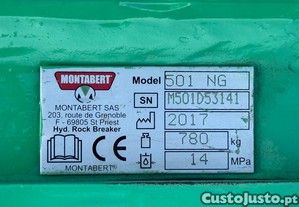 MONTABERT
Model 501 NG
MONTABERT SAS
203, route de Grenoble
F - 69805 St Priest
Hyd. Rock Breaker
SN M501D53141
2017
780 kg
14 MPa
CE
MONTABERT
CustoJusto.pt